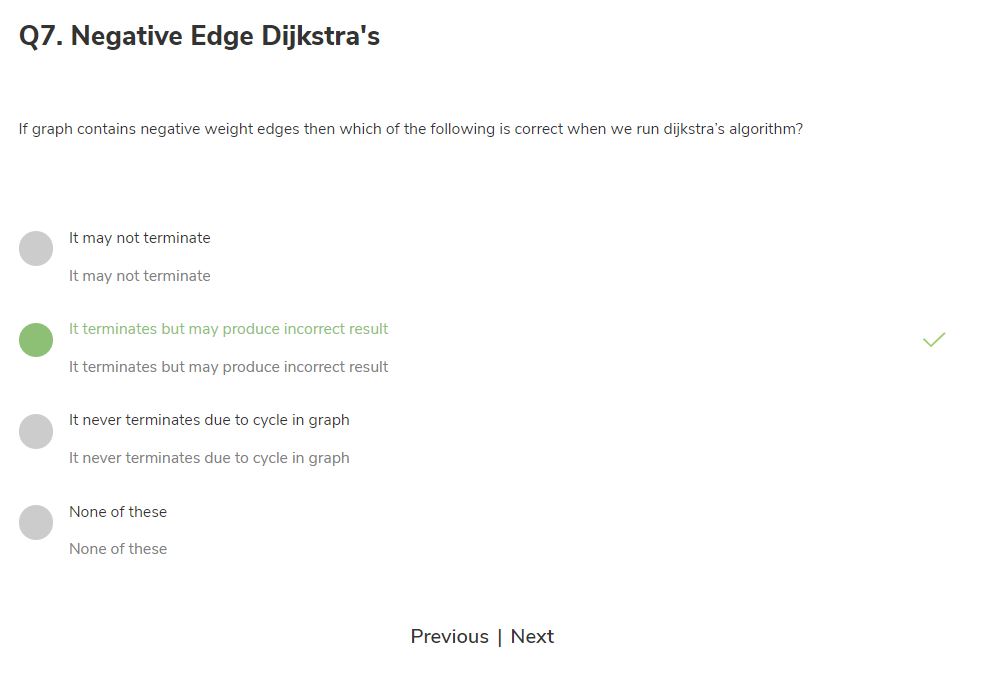 Q7. Negative Edge Dijkstra's
If graph contains negative weight edges then which of the following is correct when we run dijkstra’s algorithm?
It may not terminate
It may not terminate
It terminates but may produce incorrect result
It terminates but may produce incorrect result
It never terminates due to cycle in graph
It never terminates due to cycle in graph
None of these
None of these
Previous | Next